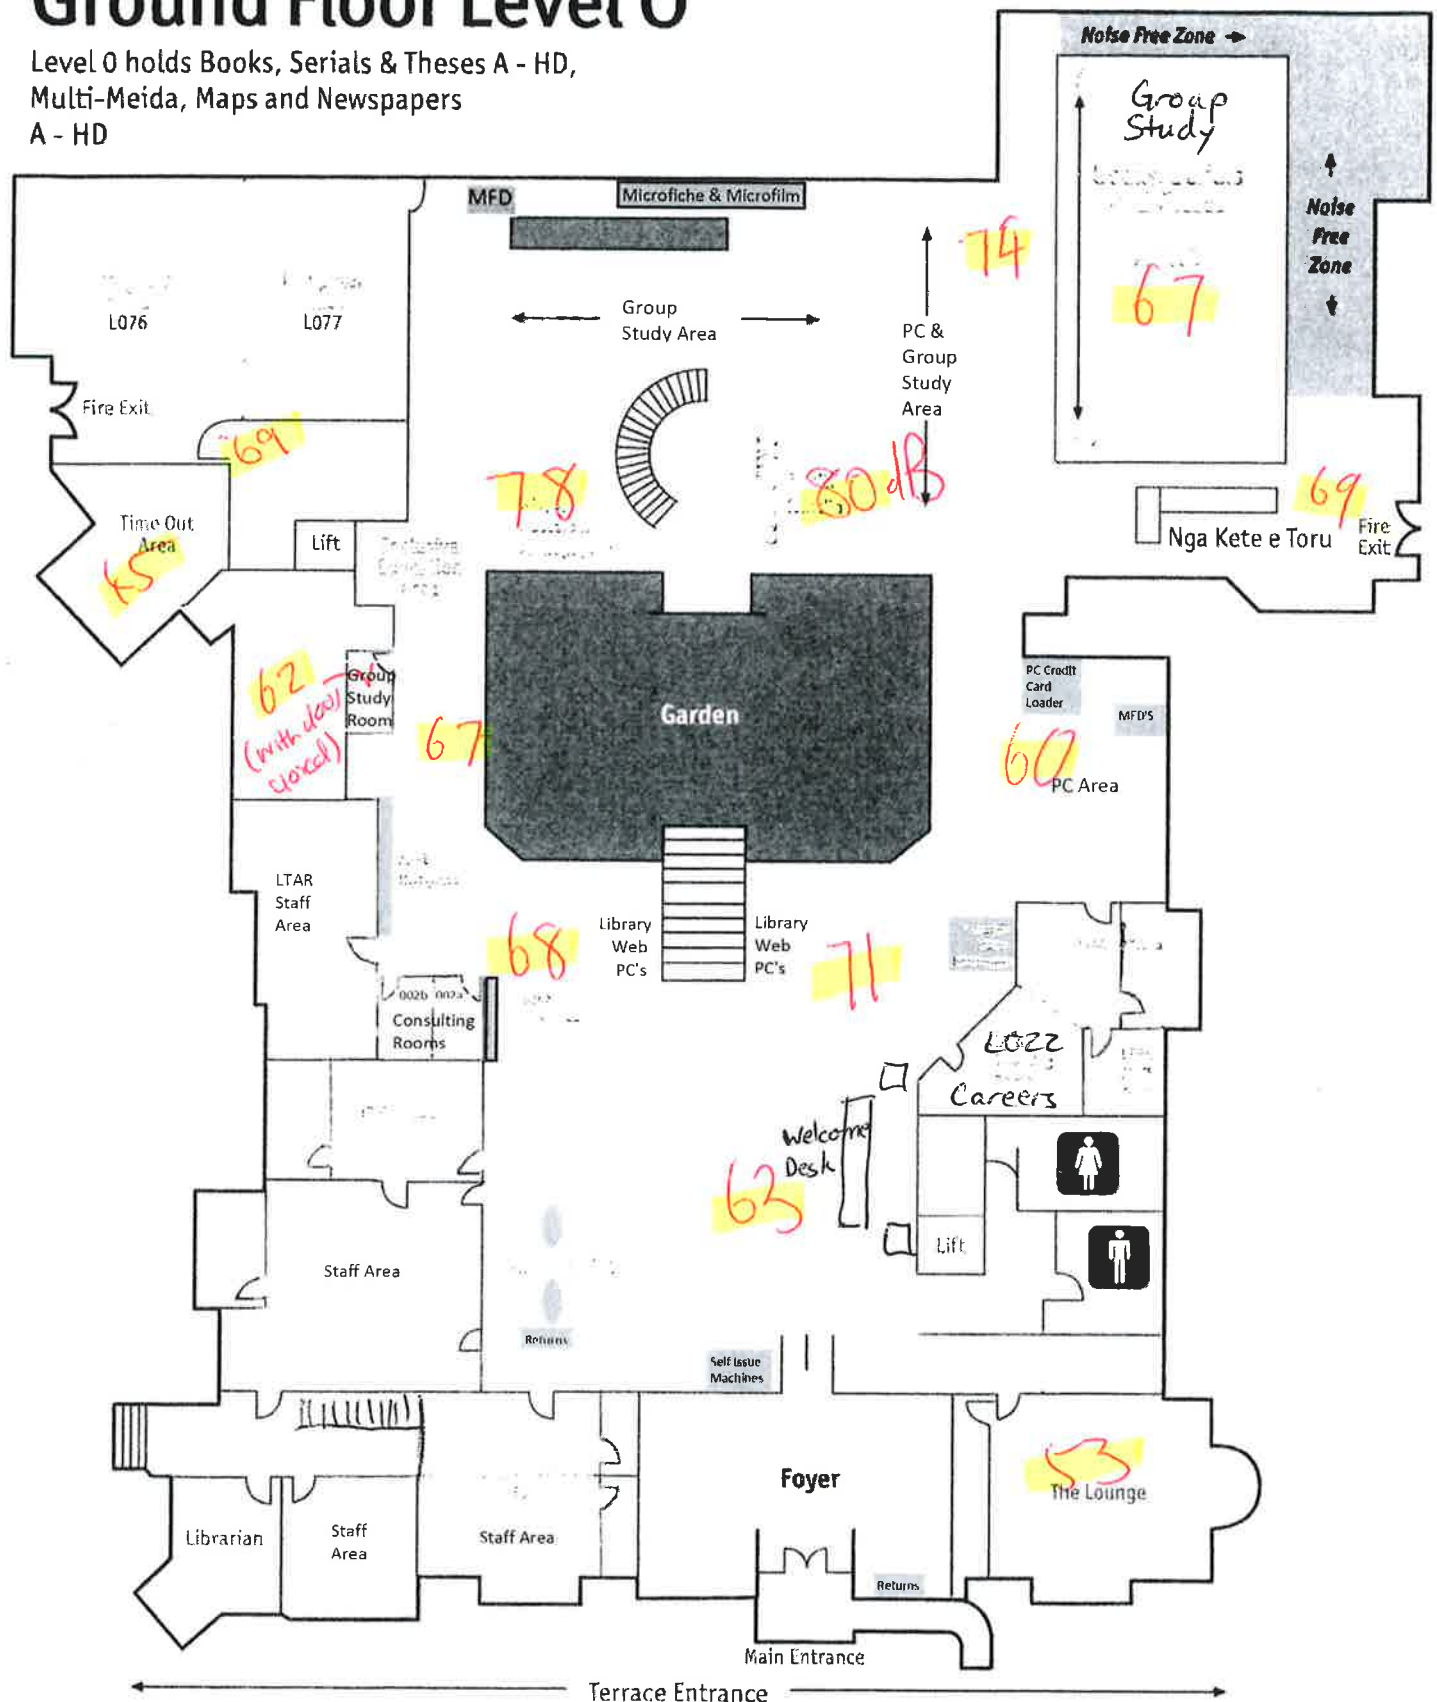 Ground Floor Level 0
Level 0 holds Books, Serials & Theses A - HD,
Multi-Meida, Maps and Newspapers
A - HD
Noise Free Zone
Group
Study
67
Noise
Free
Zone
MFD
Microfiche & Microfilm
74
L076
L077
Group
Study Area
PC &
Group
Study
Area
Fire Exit
69
78
80 dB
69
Fire
Exit
Nga Kete e Toru
Time Out
Area
45
Lift
62
(with door
closed)
Group
Study
Room
67
Garden
PC Credit
Card
Loader
MFD'S
60
PC Area
LTAR
Staff
Area
68
Library
Web
PC's
Library
Web
PC's
71
002b 002a
Consulting
Rooms
L022
Careers
Welcome
Desk
63
Lift
Staff Area
Returns
Self Issue
Machines
Foyer
53
The Lounge
Librarian
Staff
Area
Staff Area
Returns
Main Entrance
Terrace Entrance